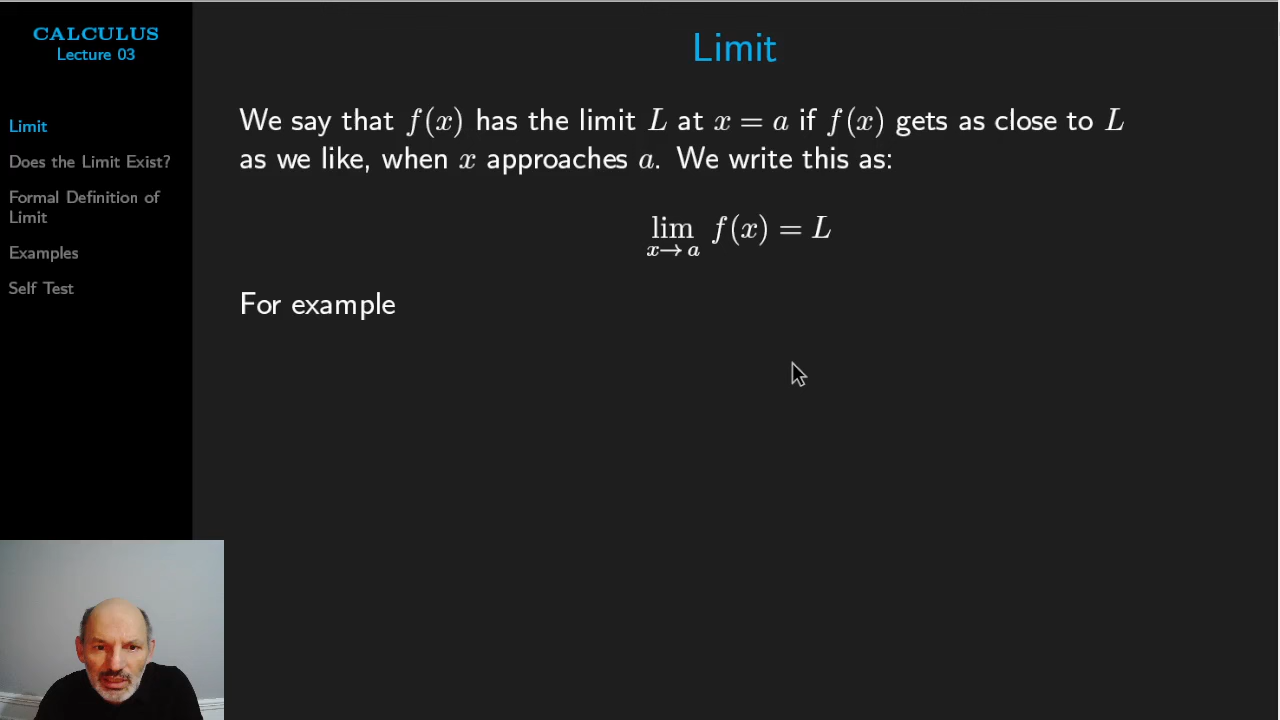 CALCULUS
Lecture 03
Limit
Does the Limit Exist?
Formal Definition of
Limit
Examples
Self Test
Limit
We say that f(x) has the limit L at x = a if f(x) gets as close to L
as we like, when x approaches a. We write this as:
lim f(x) = L
x→a
For example